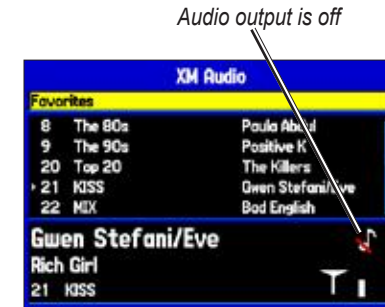 Audio output is off
XM Audio
Favorites
8 The 80s Paula Abdul
9 The 90s Positive K
20 Top 20 The Killers
21 KISS Gwen Stefani/Eve
22 MIX Bad English
Gwen Stefani/Eve
Rich Girl
21 KISS